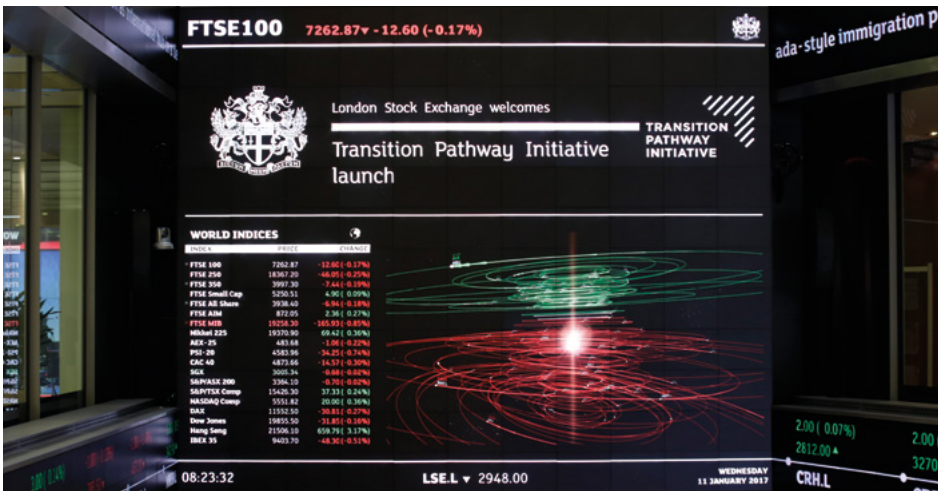 FTSE100 7262.87▼ - 12.60 (- 0.17%)
ada-style immigration p
London Stock Exchange welcomes
Transition Pathway Initiative
launch
TRANSITION
PATHWAY
INITIATIVE
WORLD INDICES
INDEX PRICE CHANGE
FTSE 100 7262.87 -12.60 (-0.17%)
FTSE 250 18367.20 -46.05 (-0.25%)
FTSE 350 3997.30 -7.44 (-0.19%)
FTSE Small Cap 5250.51 4.90 ( 0.09%)
FTSE All Share 3938.40 -6.94 (-0.18%)
FTSE AIM 872.05 2.36 ( 0.27%)
FTSE MIB 19258.30 -165.93 (-0.85%)
Nikkei 225 19370.90 69.42 ( 0.36%)
AEX-25 483.68 -1.06 (-0.22%)
PSI-20 4583.96 -34.25 (-0.74%)
CAC 40 4873.66 -14.57 (-0.30%)
SGX 3005.34 -0.68 (-0.02%)
S&P/ASX 200 3364.10 -0.70 (-0.02%)
S&P/TSX Comp 15426.30 37.33 ( 0.24%)
NASDAQ Comp 5551.82 20.00 ( 0.36%)
DAX 11552.50 -30.81 (-0.27%)
Dow Jones 19855.50 -31.85 (-0.16%)
Hang Seng 21506.10 659.79 ( 3.17%)
IBEX 35 9403.70 -48.30 (-0.51%)
2.00 ( 0.07%) 2.00
2812.00 ▲ 3270
CRH.L
08:23:32 LSE.L ▼ 2948.00 WEDNESDAY
11 JANUARY 2017